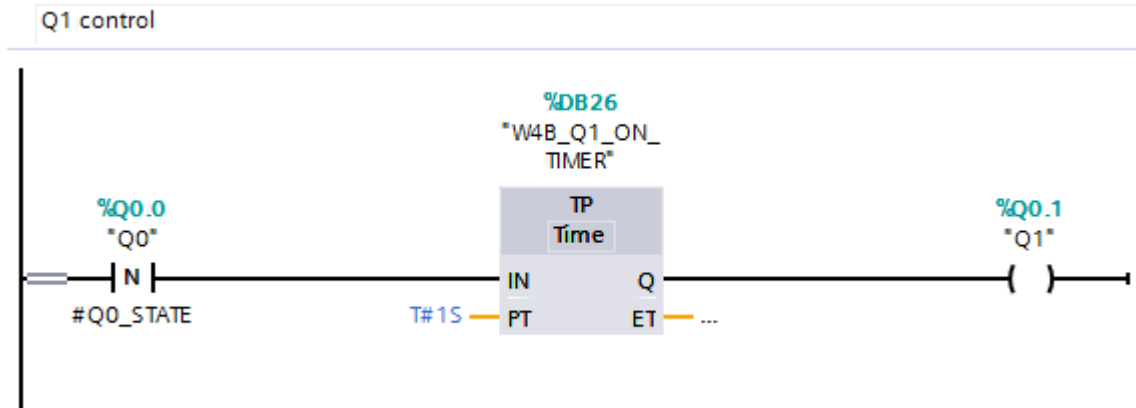 Q1 control
%DB26
"W4B_Q1_ON_
TIMER"
%Q0.0
"Q0"
N
#Q0_STATE
TP
Time
IN
Q
T#1S
PT
ET
...
%Q0.1
"Q1"